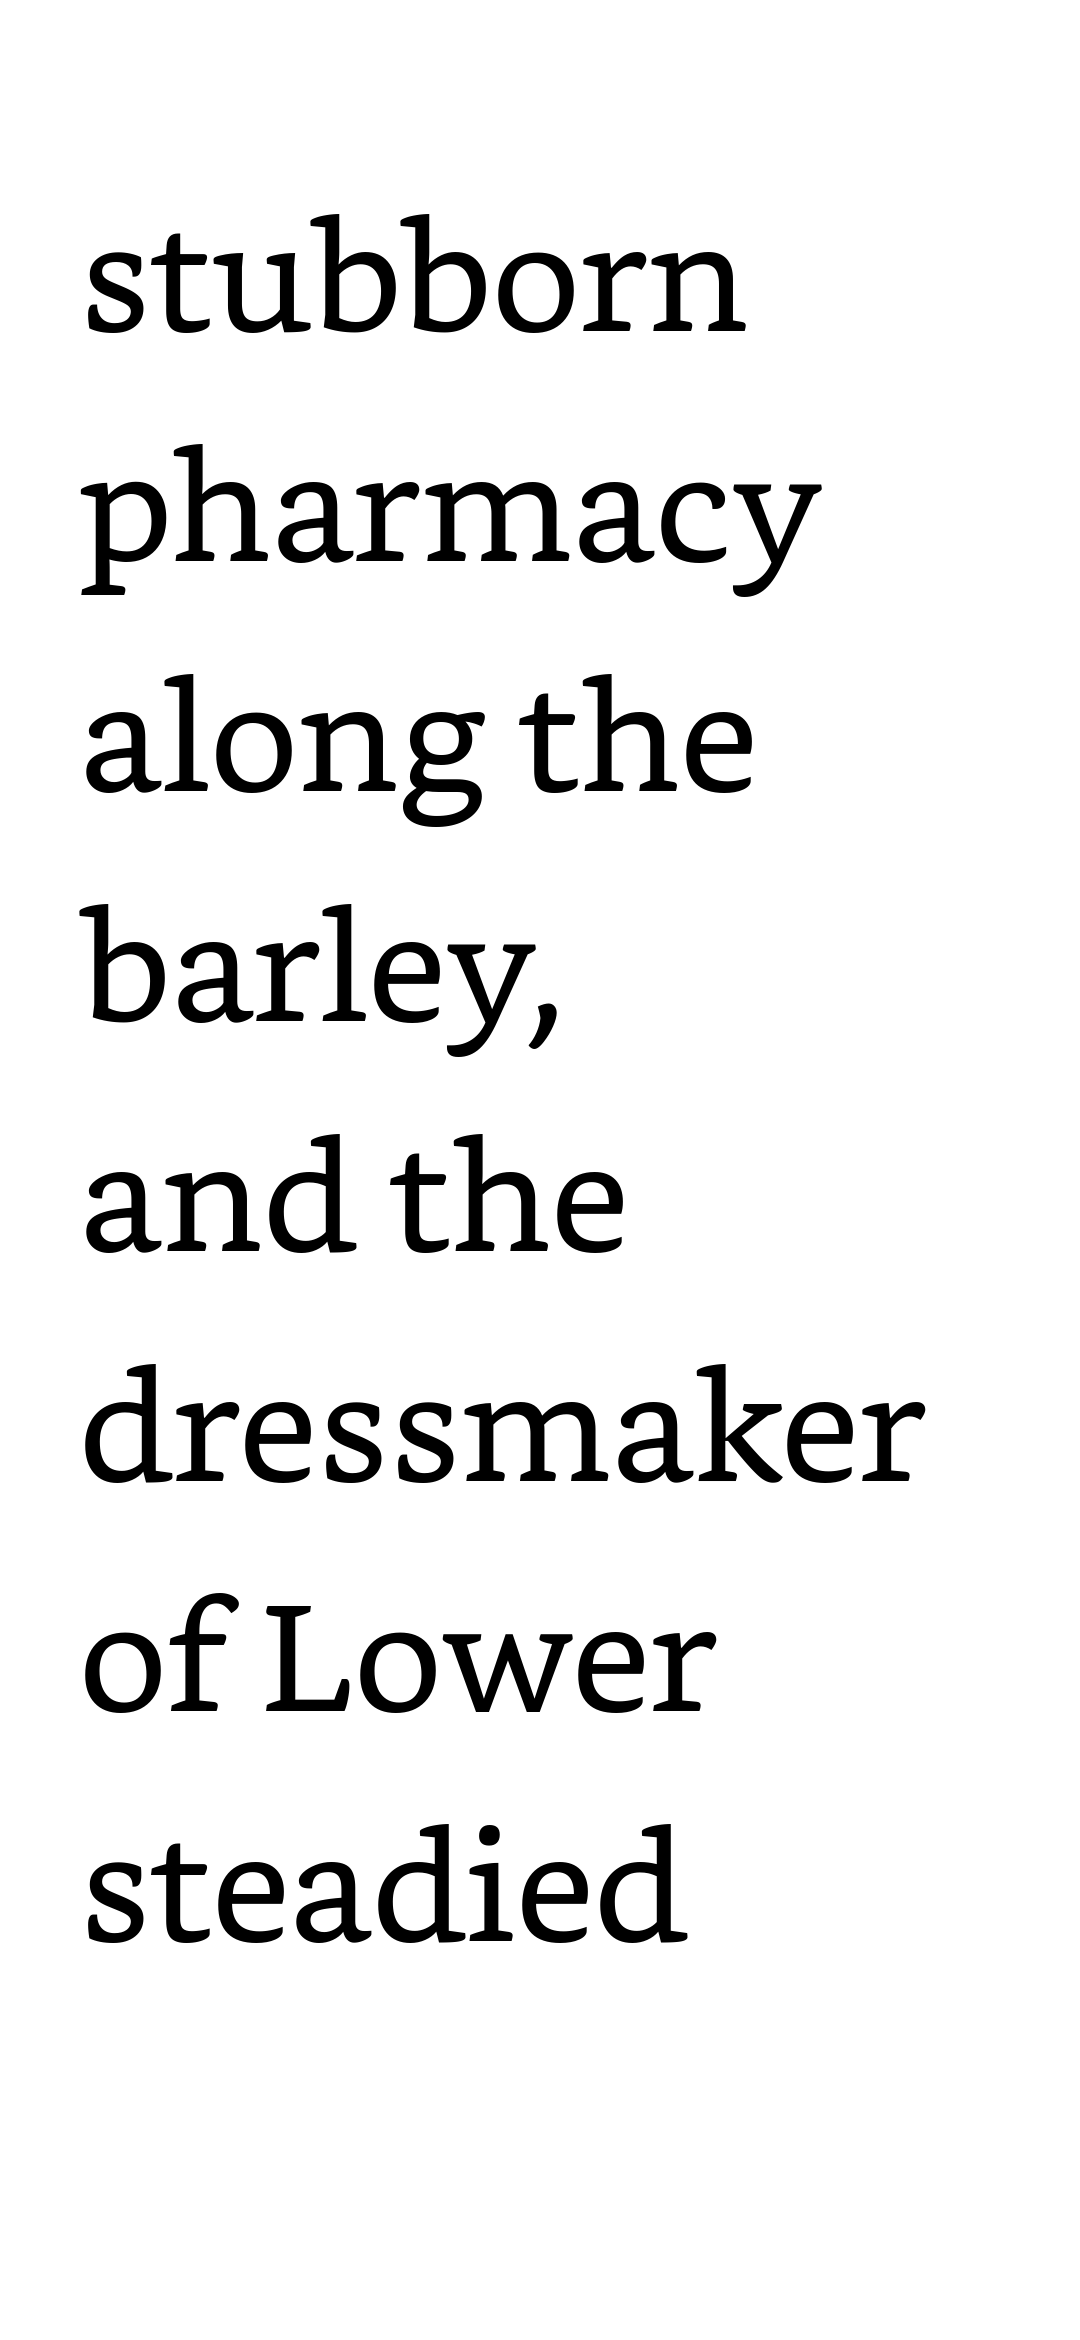 stubborn
pharmacy
along the
barley,
and the
dressmaker
of Lower
steadied